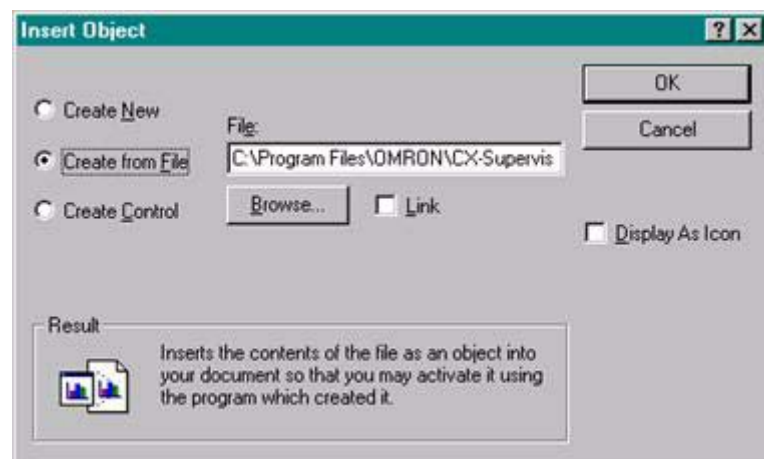 Insert Object
OK
Create New
Cancel
File:
Create from File
C:\Program Files\OMRON\CX-Supervis
Browse...
Link
Create Control
Display As Icon
Result
Inserts the contents of the file as an object into
your document so that you may activate it using
the program which created it.